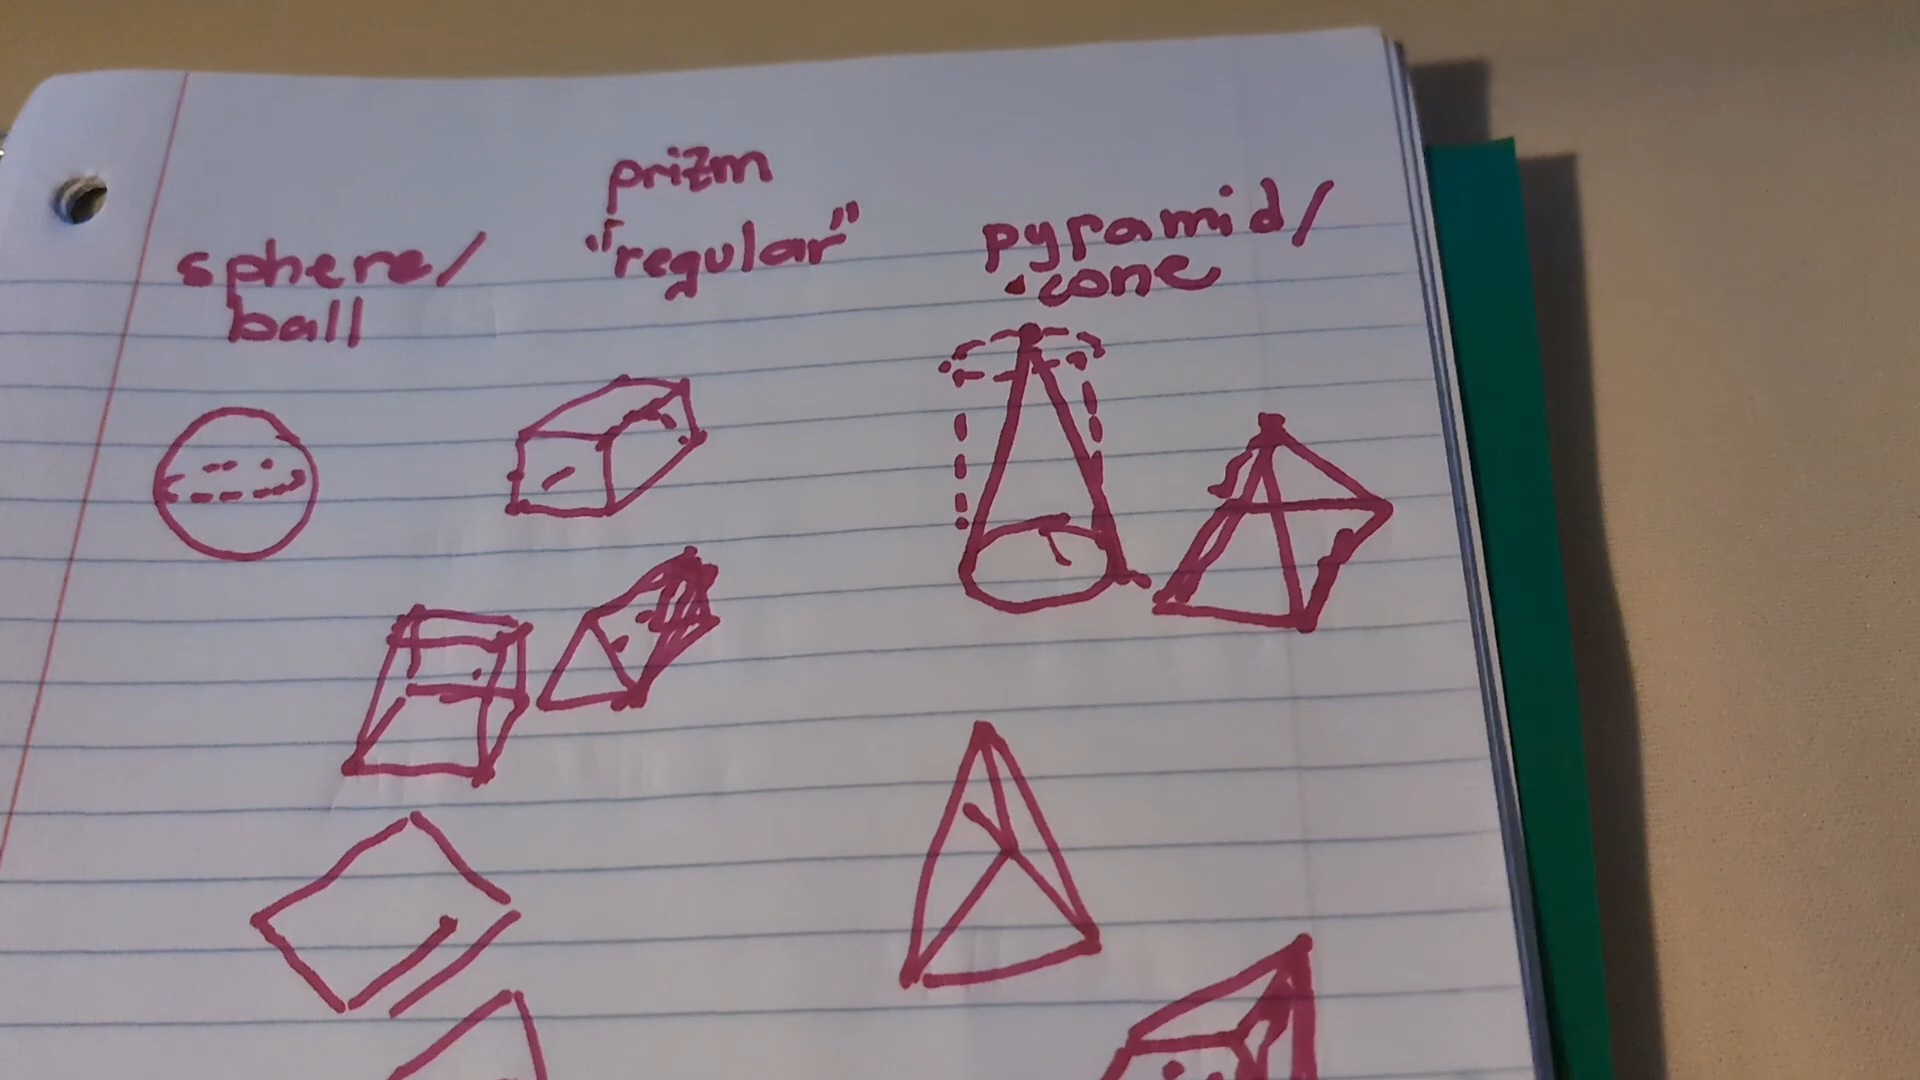 sphere/
ball
prizm
"regular"
pyramid/
cone